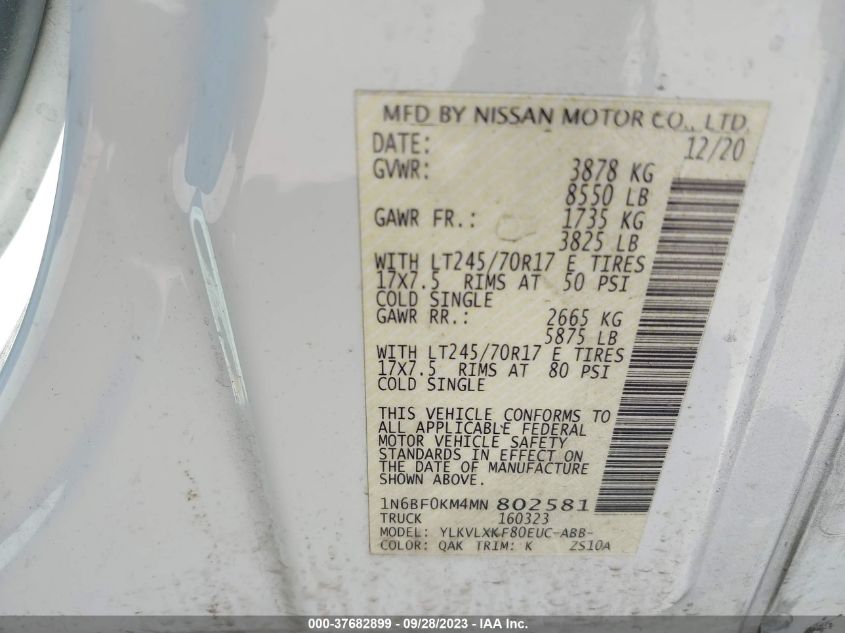 MFD BY NISSAN MOTOR CO., LTD.
DATE: 12/20
GVWR: 3878 KG
8550 LB
GAWR FR.: 1735 KG
3825 LB
WITH LT245/70R17 E TIRES
17X7.5 RIMS AT 50 PSI
COLD SINGLE
GAWR RR.: 2665 KG
5875 LB
WITH LT245/70R17 E TIRES
17X7.5 RIMS AT 80 PSI
COLD SINGLE
THIS VEHICLE CONFORMS TO
ALL APPLICABLE FEDERAL
MOTOR VEHICLE SAFETY
STANDARDS IN EFFECT ON
THE DATE OF MANUFACTURE
SHOWN ABOVE.
1N6BF0KM4MN 802581
TRUCK 160323
MODEL: YLKVLXKF80EUC-ABB-
COLOR: QAK TRIM: K ZS10A
000-37682899 - 09/28/2023 - IAA Inc.